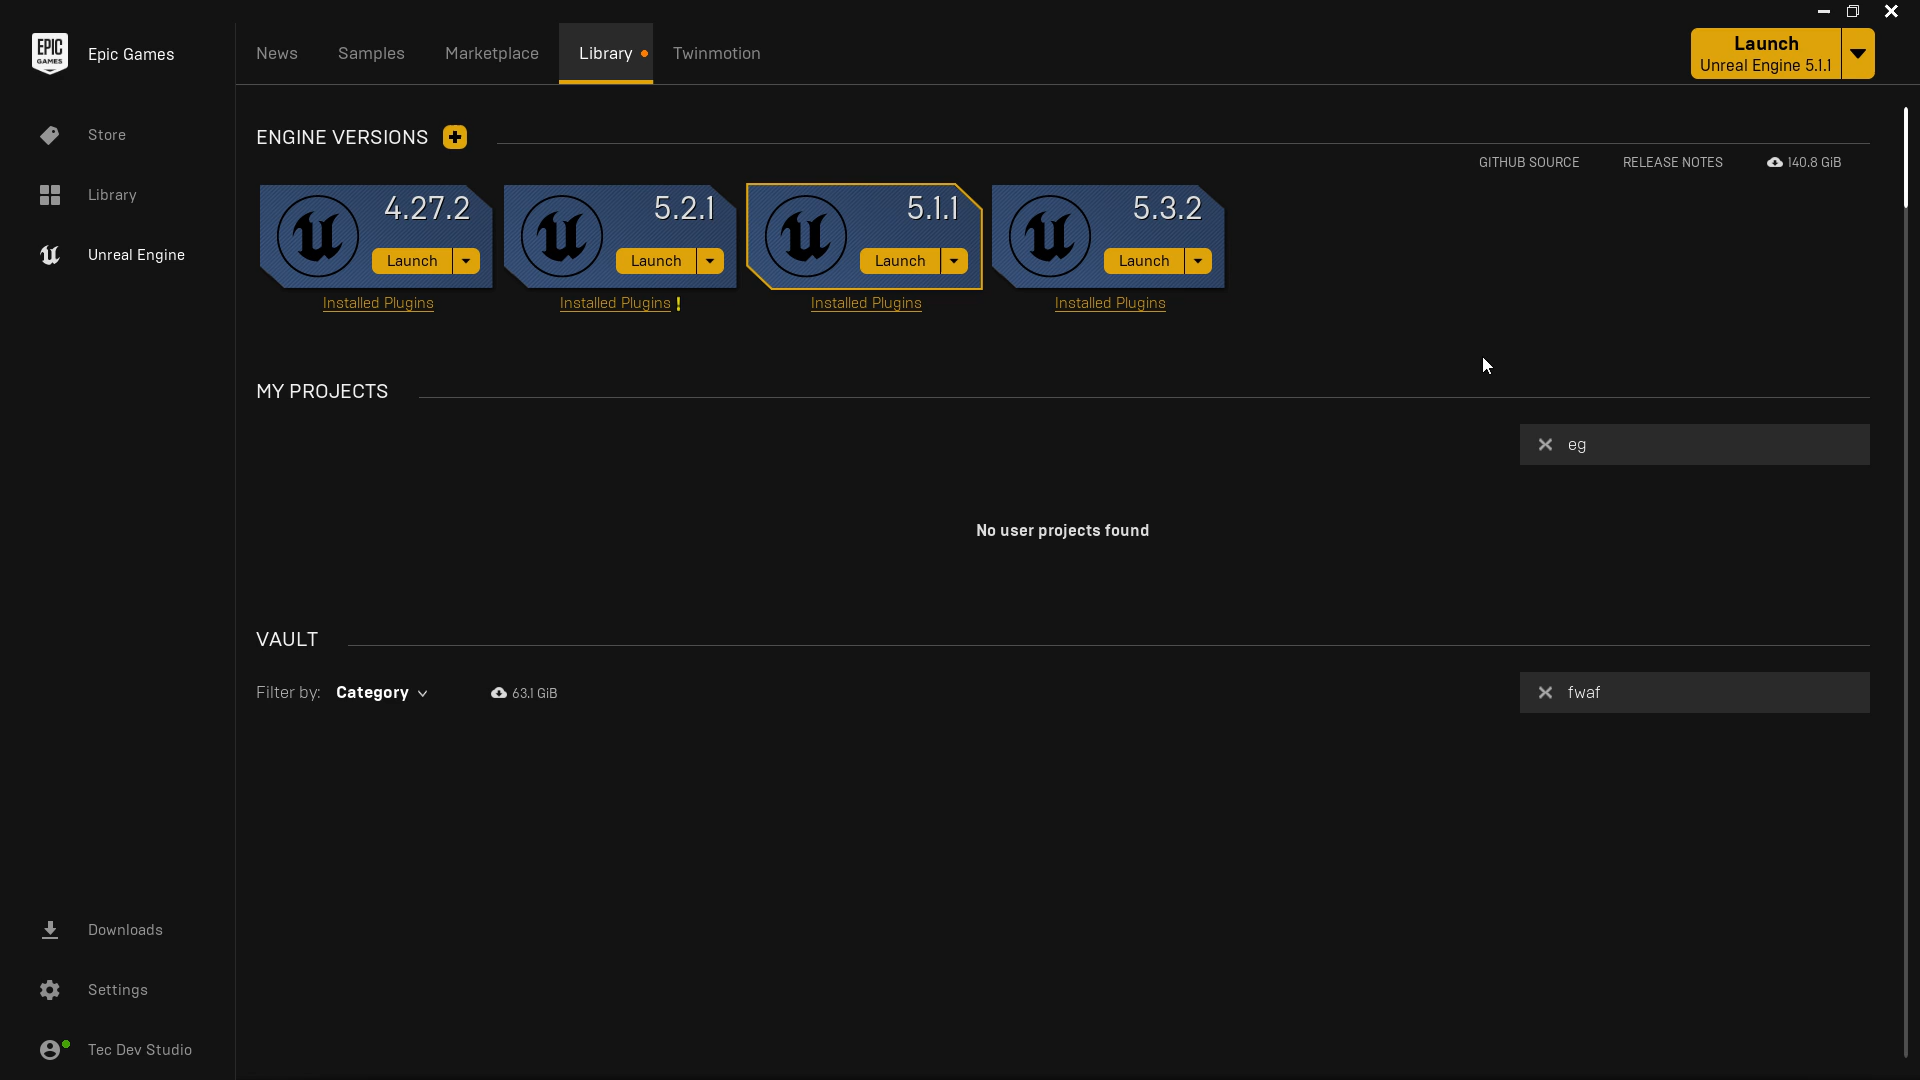 EPIC
GAMES
Epic Games
Store
Library
Unreal Engine
Downloads
Settings
Tec Dev Studio
News
Samples
Marketplace
Library
Twinmotion
Launch
Unreal Engine 5.1.1
ENGINE VERSIONS
GITHUB SOURCE
RELEASE NOTES
140.8 GiB
4.27.2
Launch
Installed Plugins
5.2.1
Launch
Installed Plugins !
5.1.1
Launch
Installed Plugins
5.3.2
Launch
Installed Plugins
MY PROJECTS
eg
No user projects found
VAULT
Filter by: Category
63.1 GiB
fwaf